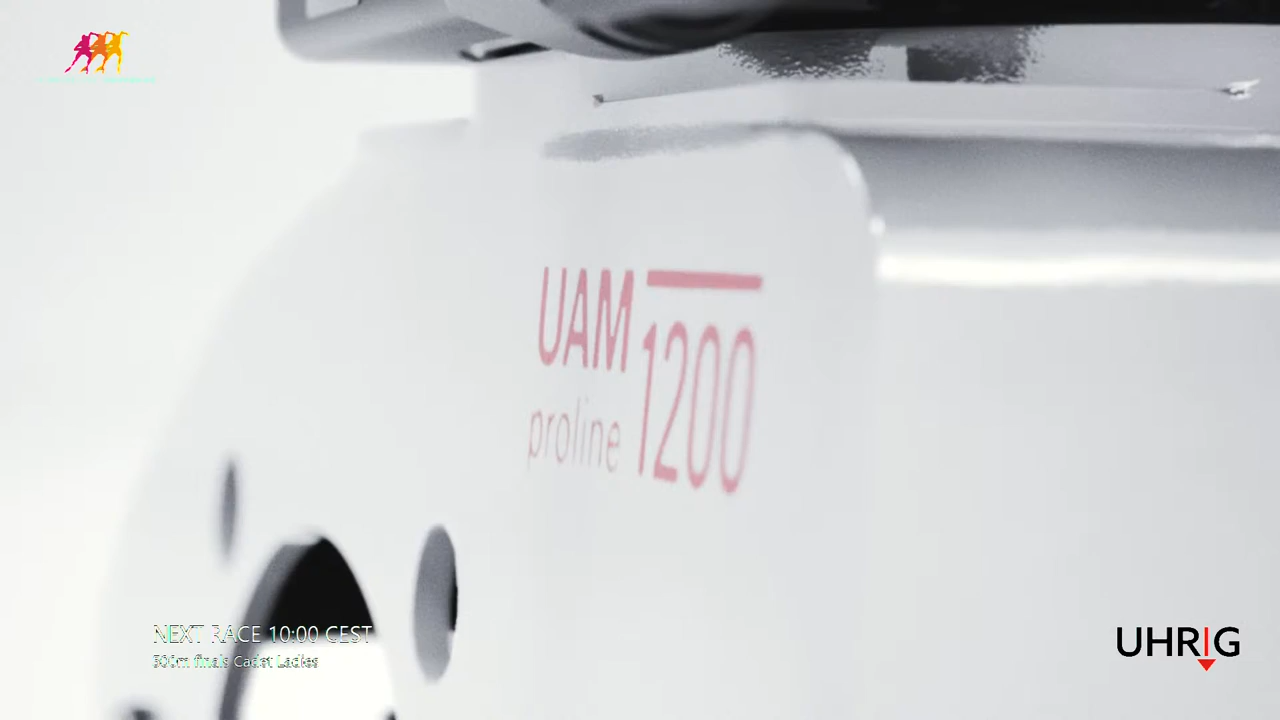 UAM
1200
proline
NEXT RACE 10:00 CEST
500m finals Cadet Ladies
UHRIG